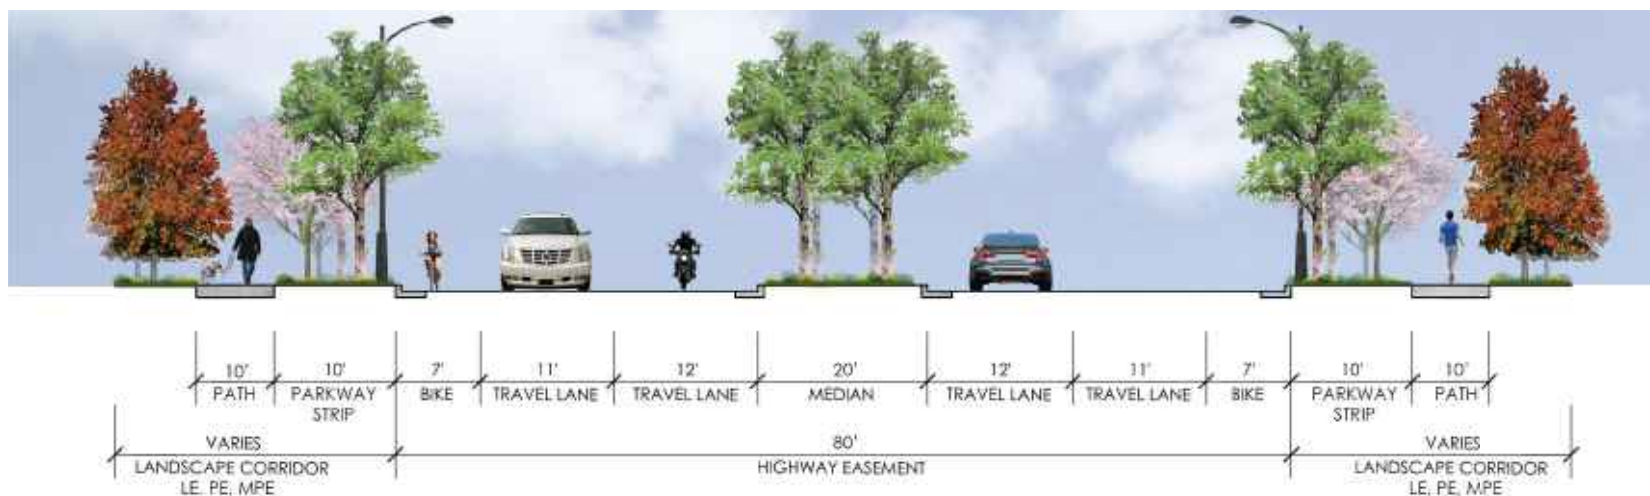 10' 10' 7' 11' 12' 20' 12' 11' 7' 10' 10'
PATH PARKWAY STRIP BIKE TRAVEL LANE TRAVEL LANE MEDIAN TRAVEL LANE TRAVEL LANE BIKE PARKWAY STRIP PATH
VARIES 80' VARIES
LANDSCAPE CORRIDOR HIGHWAY EASEMENT LANDSCAPE CORRIDOR
LE, PE, MPE LE, PE, MPE